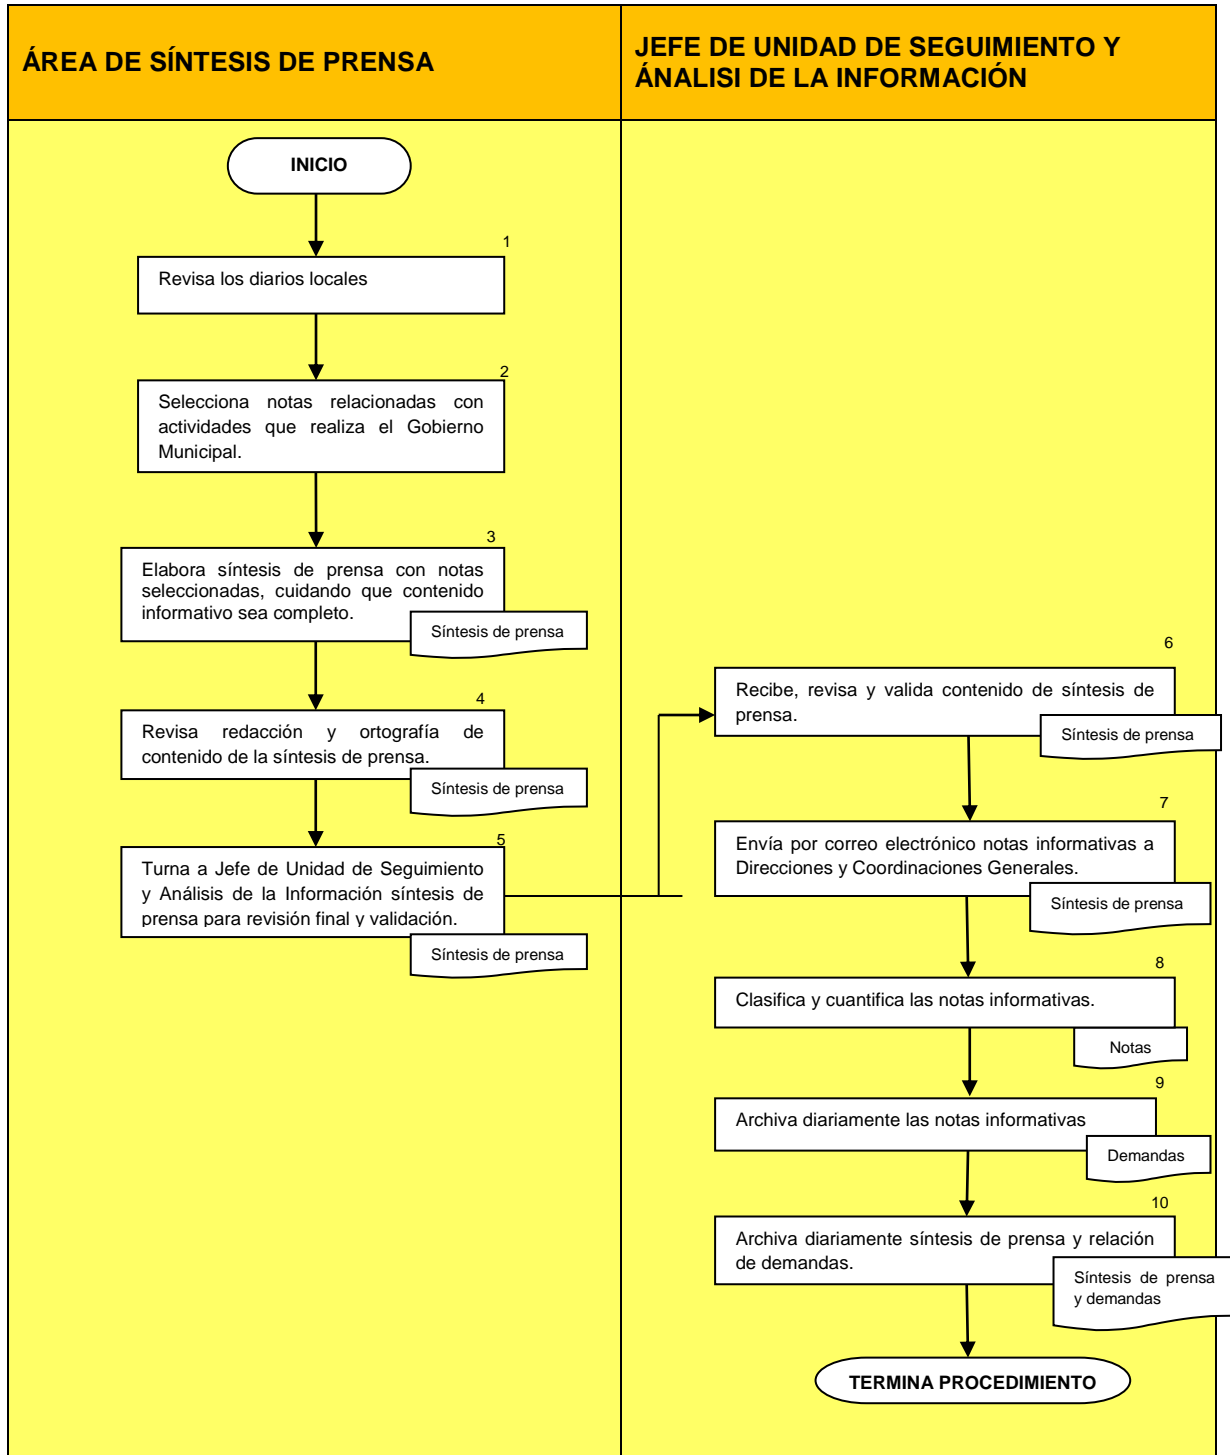 ÁREA DE SÍNTESIS DE PRENSA
JEFE DE UNIDAD DE SEGUIMIENTO Y
ÁNALISI DE LA INFORMACIÓN
INICIO
1
Revisa los diarios locales
2
Selecciona notas relacionadas con
actividades que realiza el Gobierno
Municipal.
3
Elabora síntesis de prensa con notas
seleccionadas, cuidando que contenido
informativo sea completo.
Síntesis de prensa
4
Revisa redacción y ortografía de
contenido de la síntesis de prensa.
Síntesis de prensa
5
Turna a Jefe de Unidad de Seguimiento
y Análisis de la Información síntesis de
prensa para revisión final y validación.
Síntesis de prensa
6
Recibe, revisa y valida contenido de síntesis de
prensa.
Síntesis de prensa
7
Envía por correo electrónico notas informativas a
Direcciones y Coordinaciones Generales.
Síntesis de prensa
8
Clasifica y cuantifica las notas informativas.
Notas
9
Archiva diariamente las notas informativas
Demandas
10
Archiva diariamente síntesis de prensa y relación
de demandas.
Síntesis de prensa
y demandas
TERMINA PROCEDIMIENTO